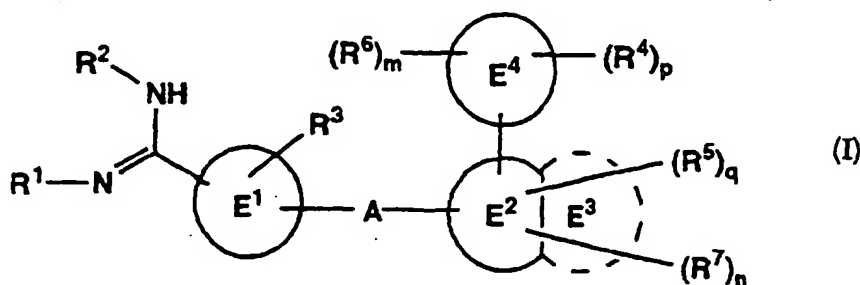 (R⁶)ₘ E⁴ (R⁴)ₚ
R²
NH
R³
(R⁵)q
(I)
R¹ N E¹ A E² E³
(R⁷)ₙ